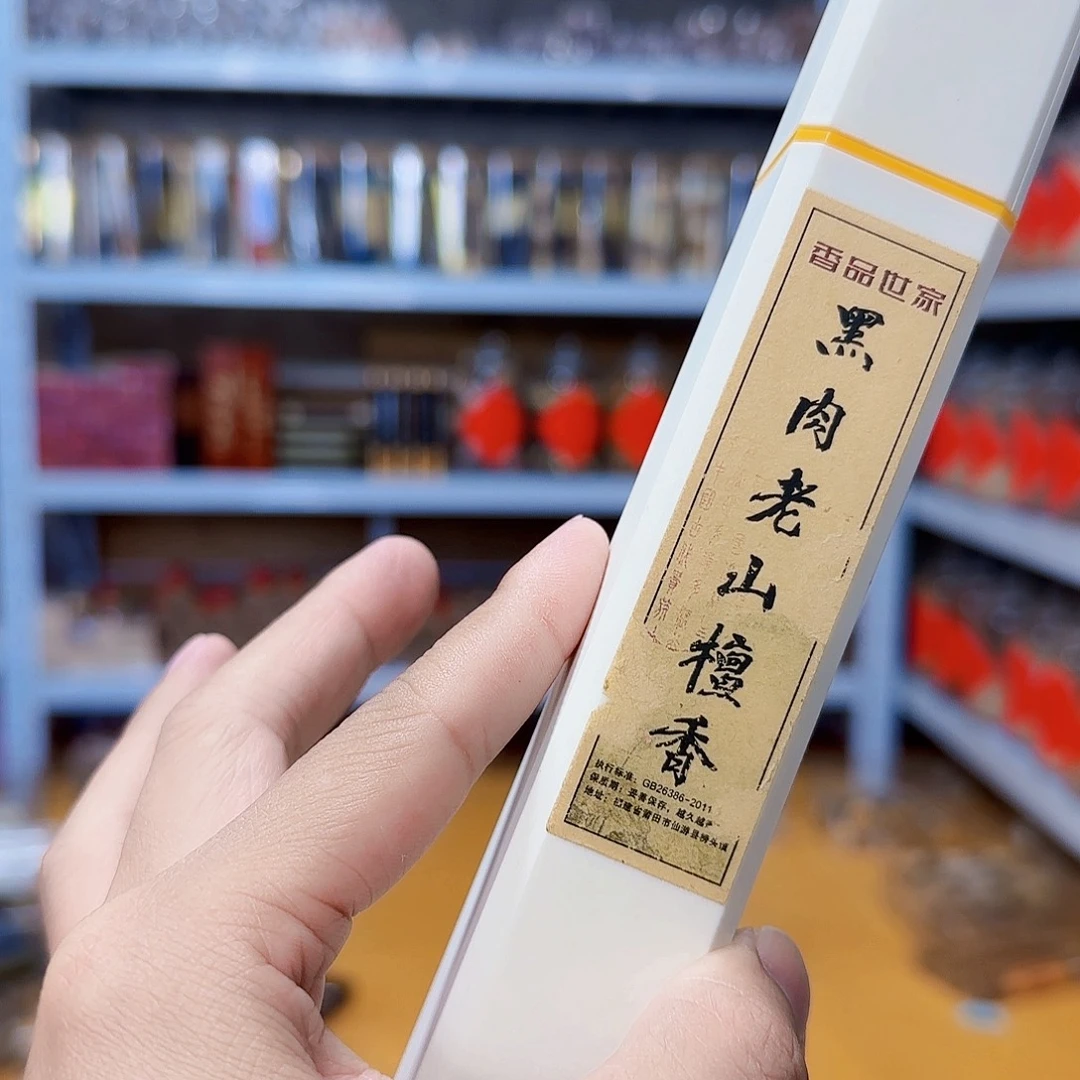 香品世家
黑肉老山檀香
执行标准：GB26386-2011
保质期：妥善保存，越久越
地址：福建省莆田市仙游县榜头镇